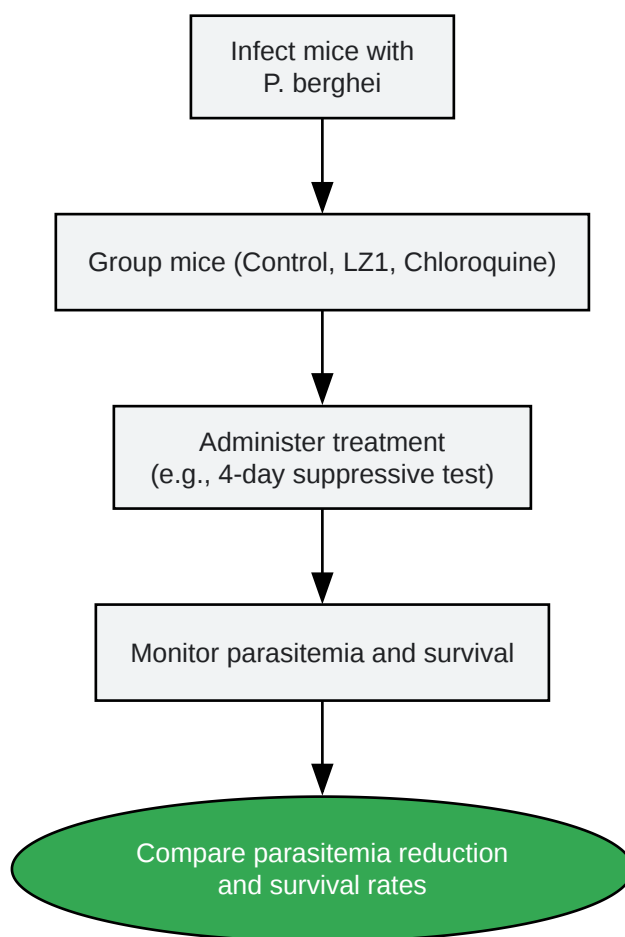 Infect mice with
P. berghei
Group mice (Control, LZ1, Chloroquine)
Administer treatment
(e.g., 4-day suppressive test)
Monitor parasitemia and survival
Compare parasitemia reduction
and survival rates